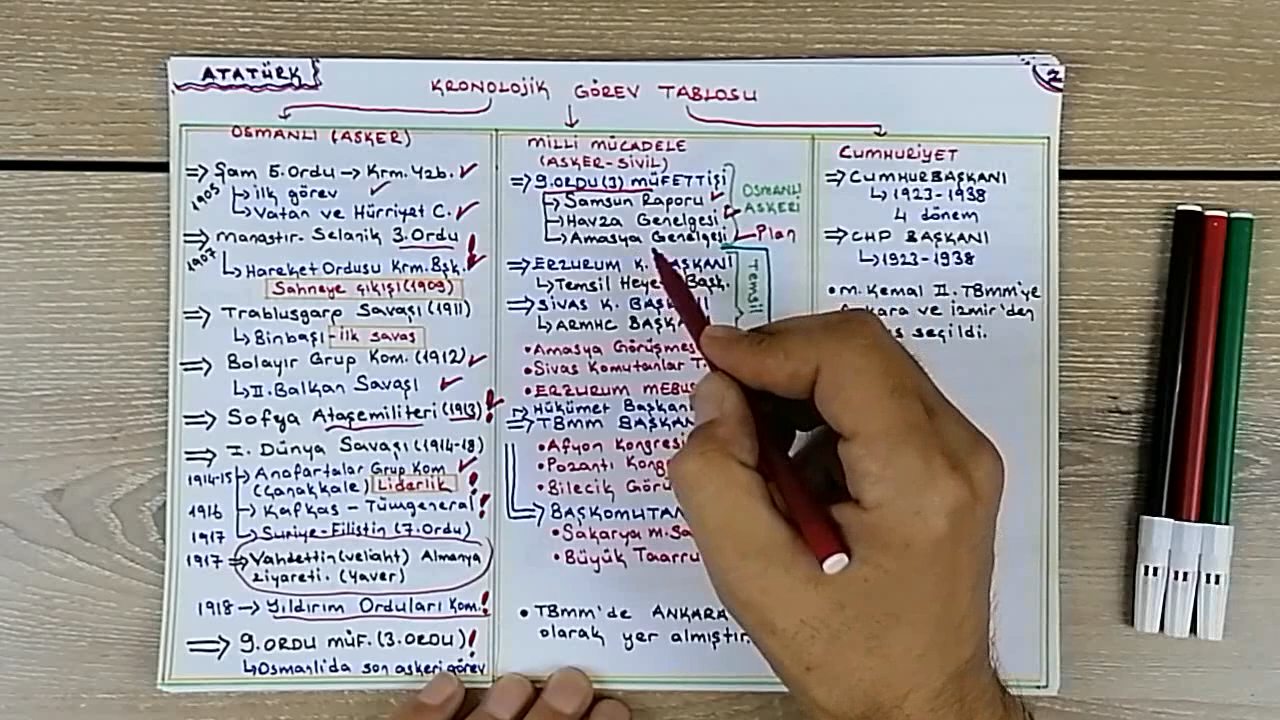 ATATÜRK
2
KRONOLOJİK GÖREV TABLOSU
OSMANLI (ASKER)
⇒ Şam 5. Ordu → Krm. Yzb.
1905
↳ İlk görev
↳ Vatan ve Hürriyet C.
⇒ Manastır. Selanik 3. Ordu
1907
↳ Hareket Ordusu Krm. Bşk.
Sahneye çıkışı (1909)
⇒ Trablusgarp Savaşı (1911)
↳ Binbaşı - ilk savaş
⇒ Bolayır Grup Kom. (1912)
↳ II. Balkan Savaşı
⇒ Sofya Ataşemiliteri (1913)
⇒ I. Dünya Savaşı (1914-18)
1914-15 Anafartalar Grup Kom
(Çanakkale) Liderlik
1916 Kafkas - Tümgeneral
1917 Suriye-Filistin (7. Ordu)
1917 ⇒ Vahdettin (veliaht) Almanya
ziyareti. (Yaver)
1918 → Yıldırım Orduları Kom.
⇒ 9. ORDU MÜF. (3. ORDU)
↳ Osmanlı'da son askeri görev
MİLLİ MÜCADELE
(ASKER-SİVİL)
⇒ 9. ORDU (3) MÜFETTİŞİ
Samsun Raporu
Havza Genelgesi
Amasya Genelgesi
OSMANLI
ASKERİ
Plan
⇒ ERZURUM K. BAŞKANI
↳ Temsil Başk.
⇒ SİVAS K.
↳ ARMHC
Temsil
• Amasya
• Sivas Komutanlar
• ERZURUM
⇒ Hükümet
⇒ TBMM
• Afyon Kongresi
• Pozantı
• Bilecik
• Sakarya M.
• Büyük
• TBMM'de ANKARA
olarak yer almıştır.
CUMHURİYET
⇒ CUMHURBAŞKANI
↳ 1923-1938
4 dönem
⇒ CHP BAŞKANI
↳ 1923-1938
• M. Kemal II. TBMM'ye
ve İzmir'den
seçildi.